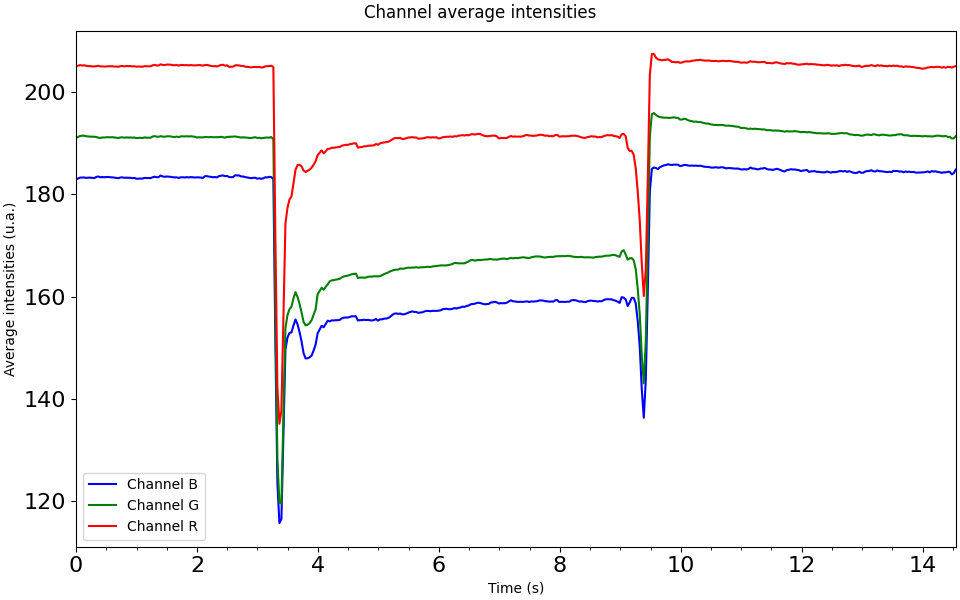 Channel average intensities
Average intensities (u.a.)
200
180
160
140
120
Channel B
Channel G
Channel R
0 2 4 6 8 10 12 14
Time (s)